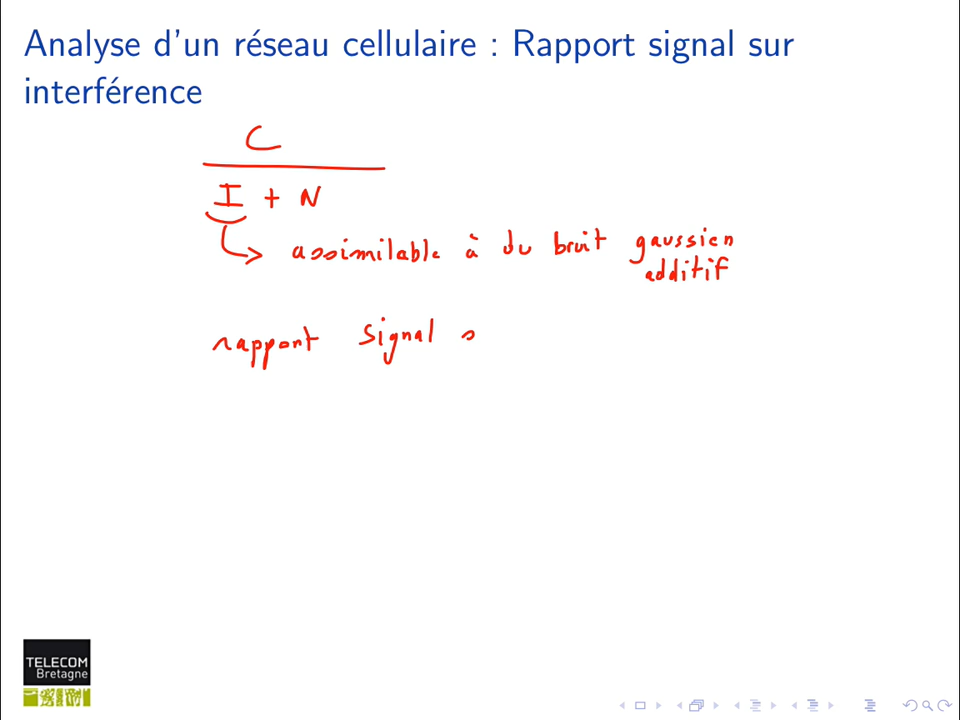 Analyse d'un réseau cellulaire : Rapport signal sur
interférence
C
I + N
assimilable à du bruit gaussien
additif
rapport signal s
TELECOM
Bretagne